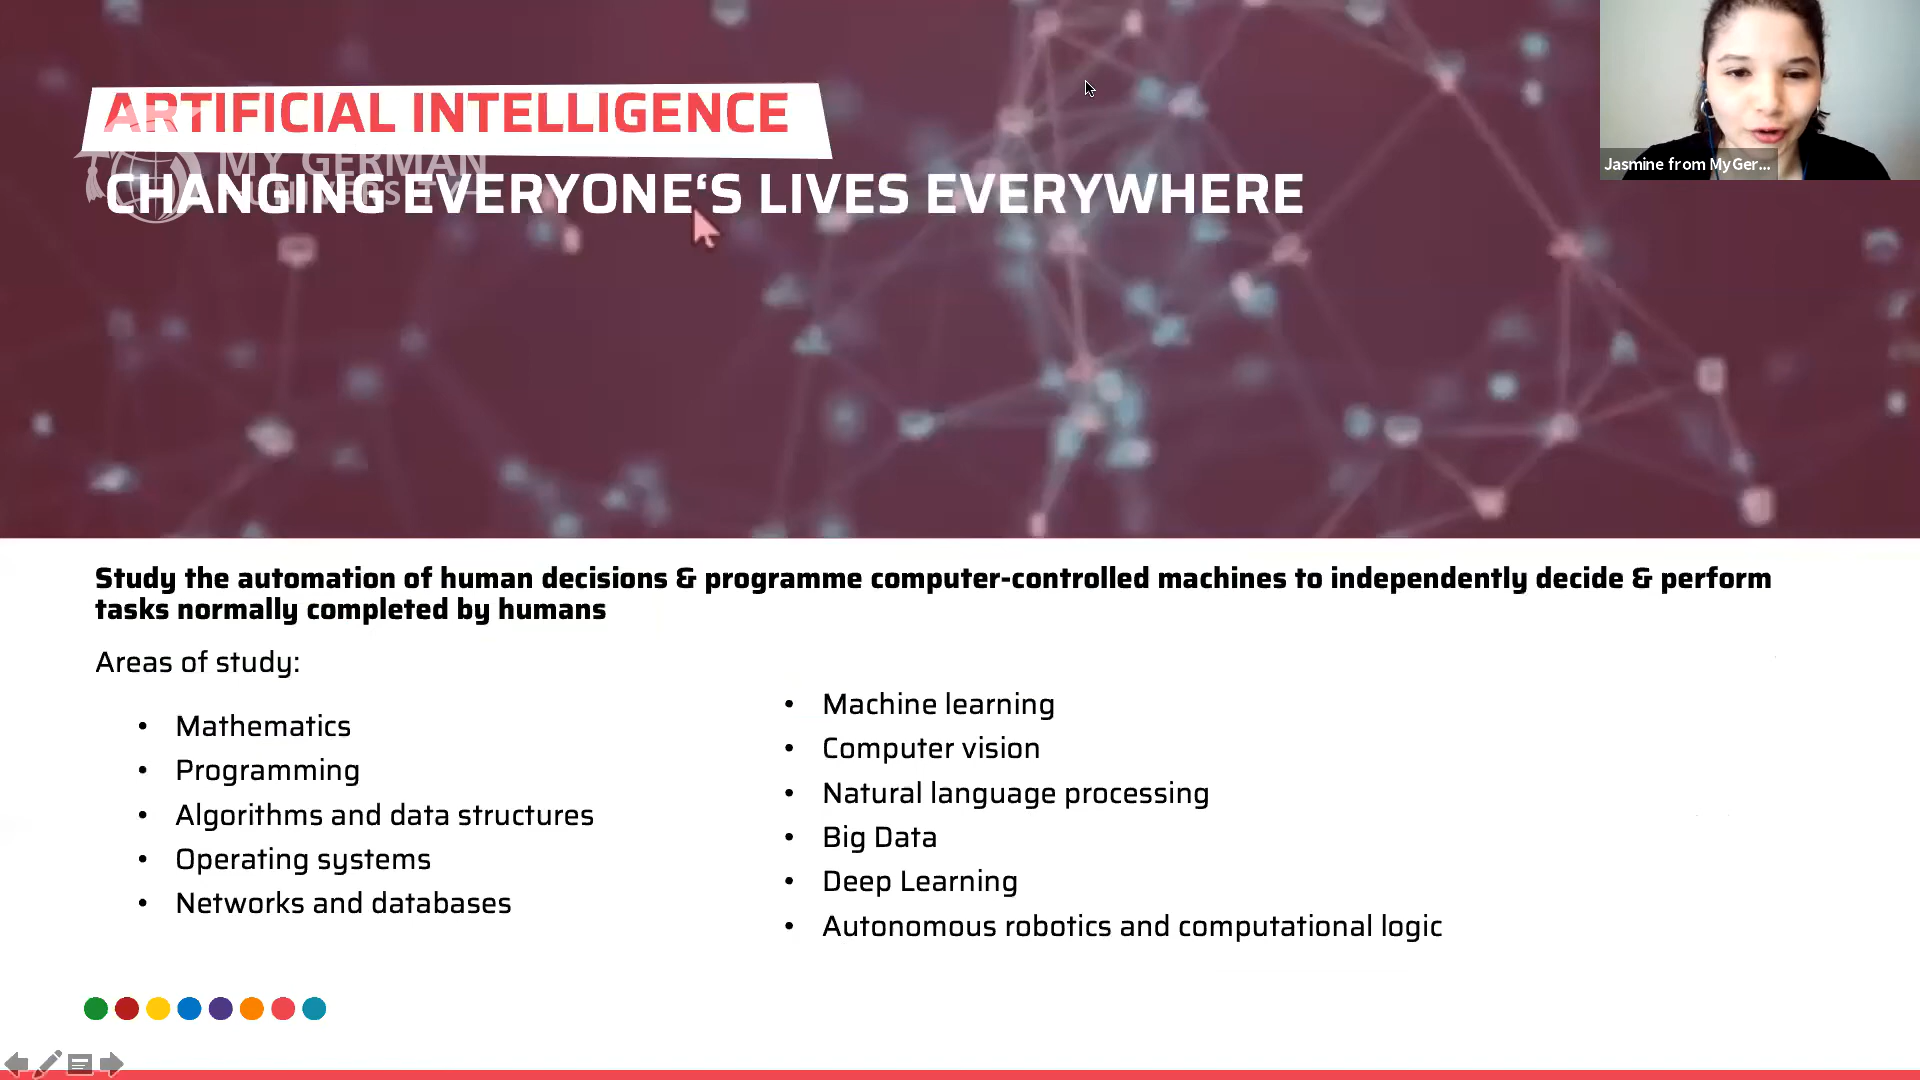 ARTIFICIAL INTELLIGENCE
MY GERMAN
UNIVERSITY
CHANGING EVERYONE‘S LIVES EVERYWHERE
Jasmine from MyGer...
Study the automation of human decisions & programme computer-controlled machines to independently decide & perform
tasks normally completed by humans
Areas of study:
• Mathematics
• Programming
• Algorithms and data structures
• Operating systems
• Networks and databases
• Machine learning
• Computer vision
• Natural language processing
• Big Data
• Deep Learning
• Autonomous robotics and computational logic